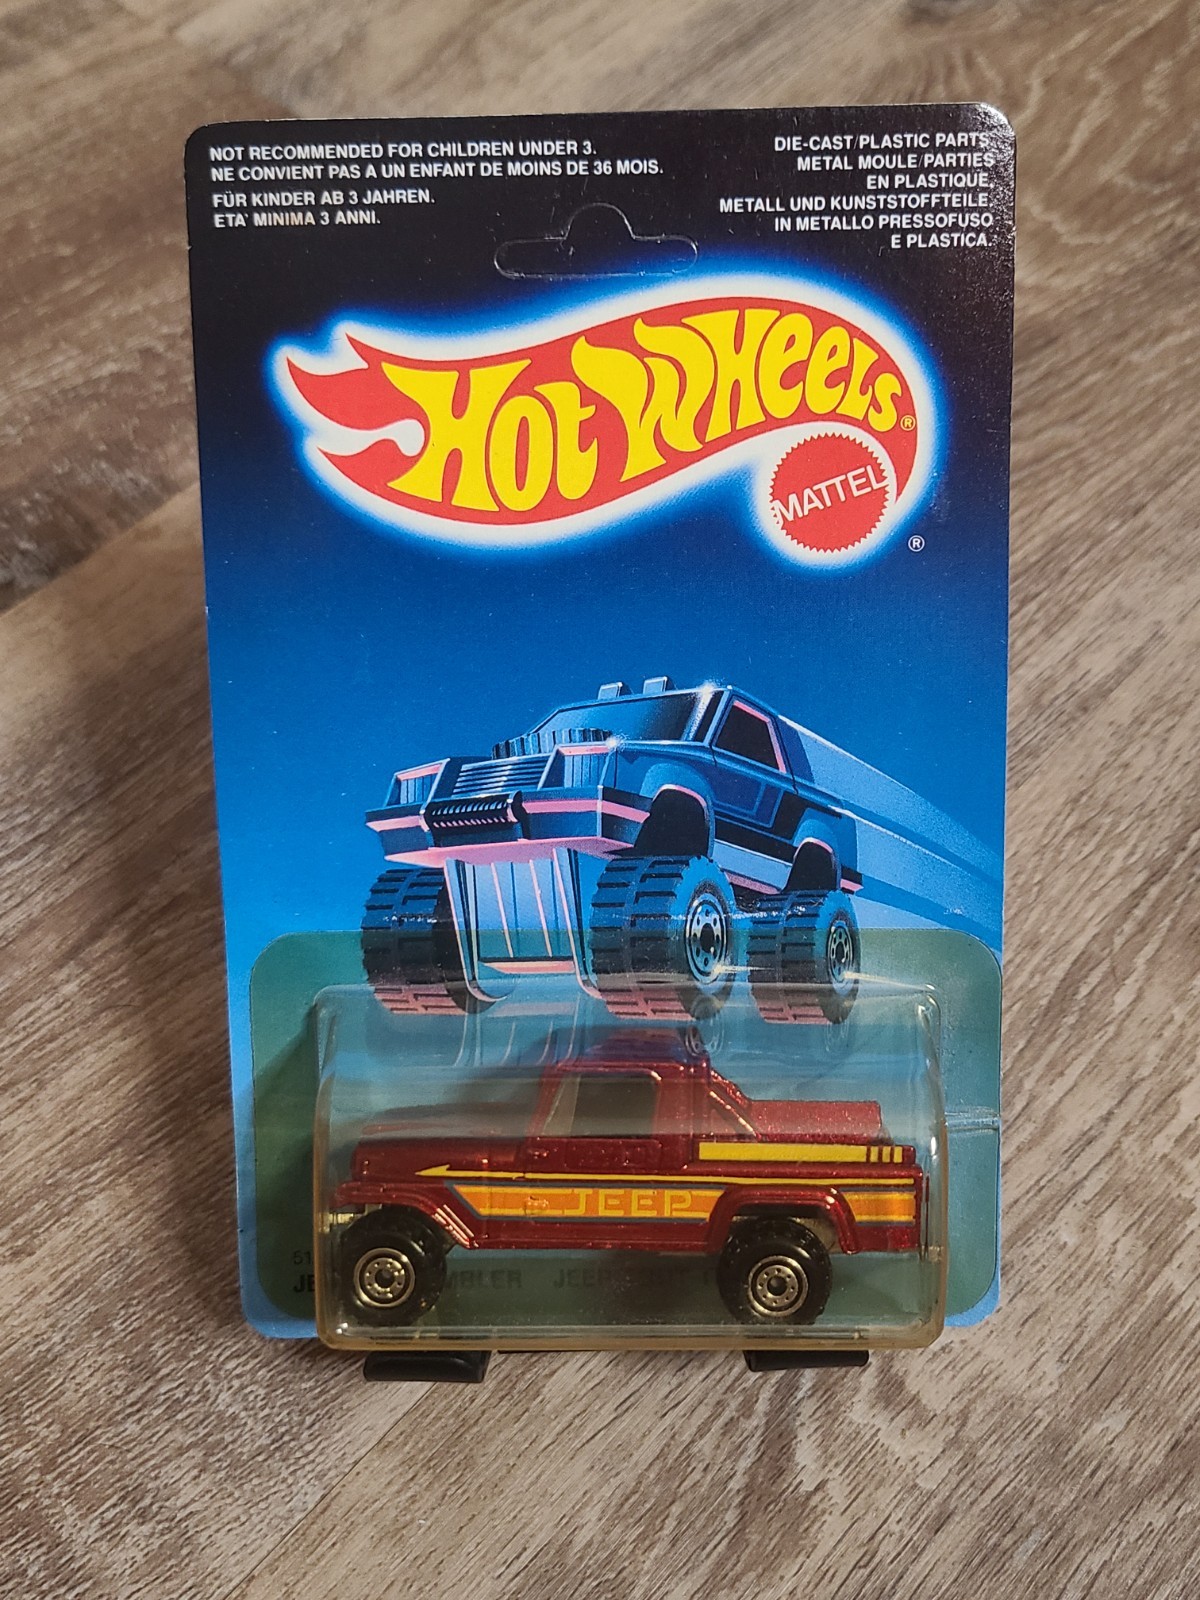 NOT RECOMMENDED FOR CHILDREN UNDER 3.
NE CONVIENT PAS A UN ENFANT DE MOINS DE 36 MOIS.
FÜR KINDER AB 3 JAHREN.
ETA' MINIMA 3 ANNI.
DIE-CAST/PLASTIC PARTS
METAL MOULE/PARTIES
EN PLASTIQUE.
METALL UND KUNSTSTOFFTEILE
IN METALLO PRESSOFUSO
E PLASTICA.
HOT WHEELS®
MATTEL
®
JEEP
JEEP